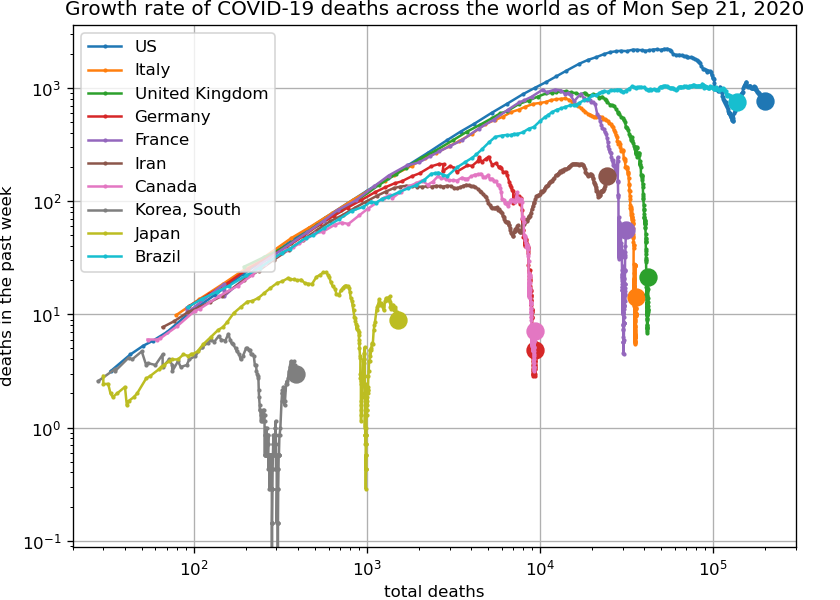 Growth rate of COVID-19 deaths across the world as of Mon Sep 21, 2020
US
Italy
United Kingdom
Germany
France
Iran
Canada
Korea, South
Japan
Brazil
deaths in the past week
10³
10²
10¹
10⁰
10⁻¹
10²
10³
10⁴
10⁵
total deaths